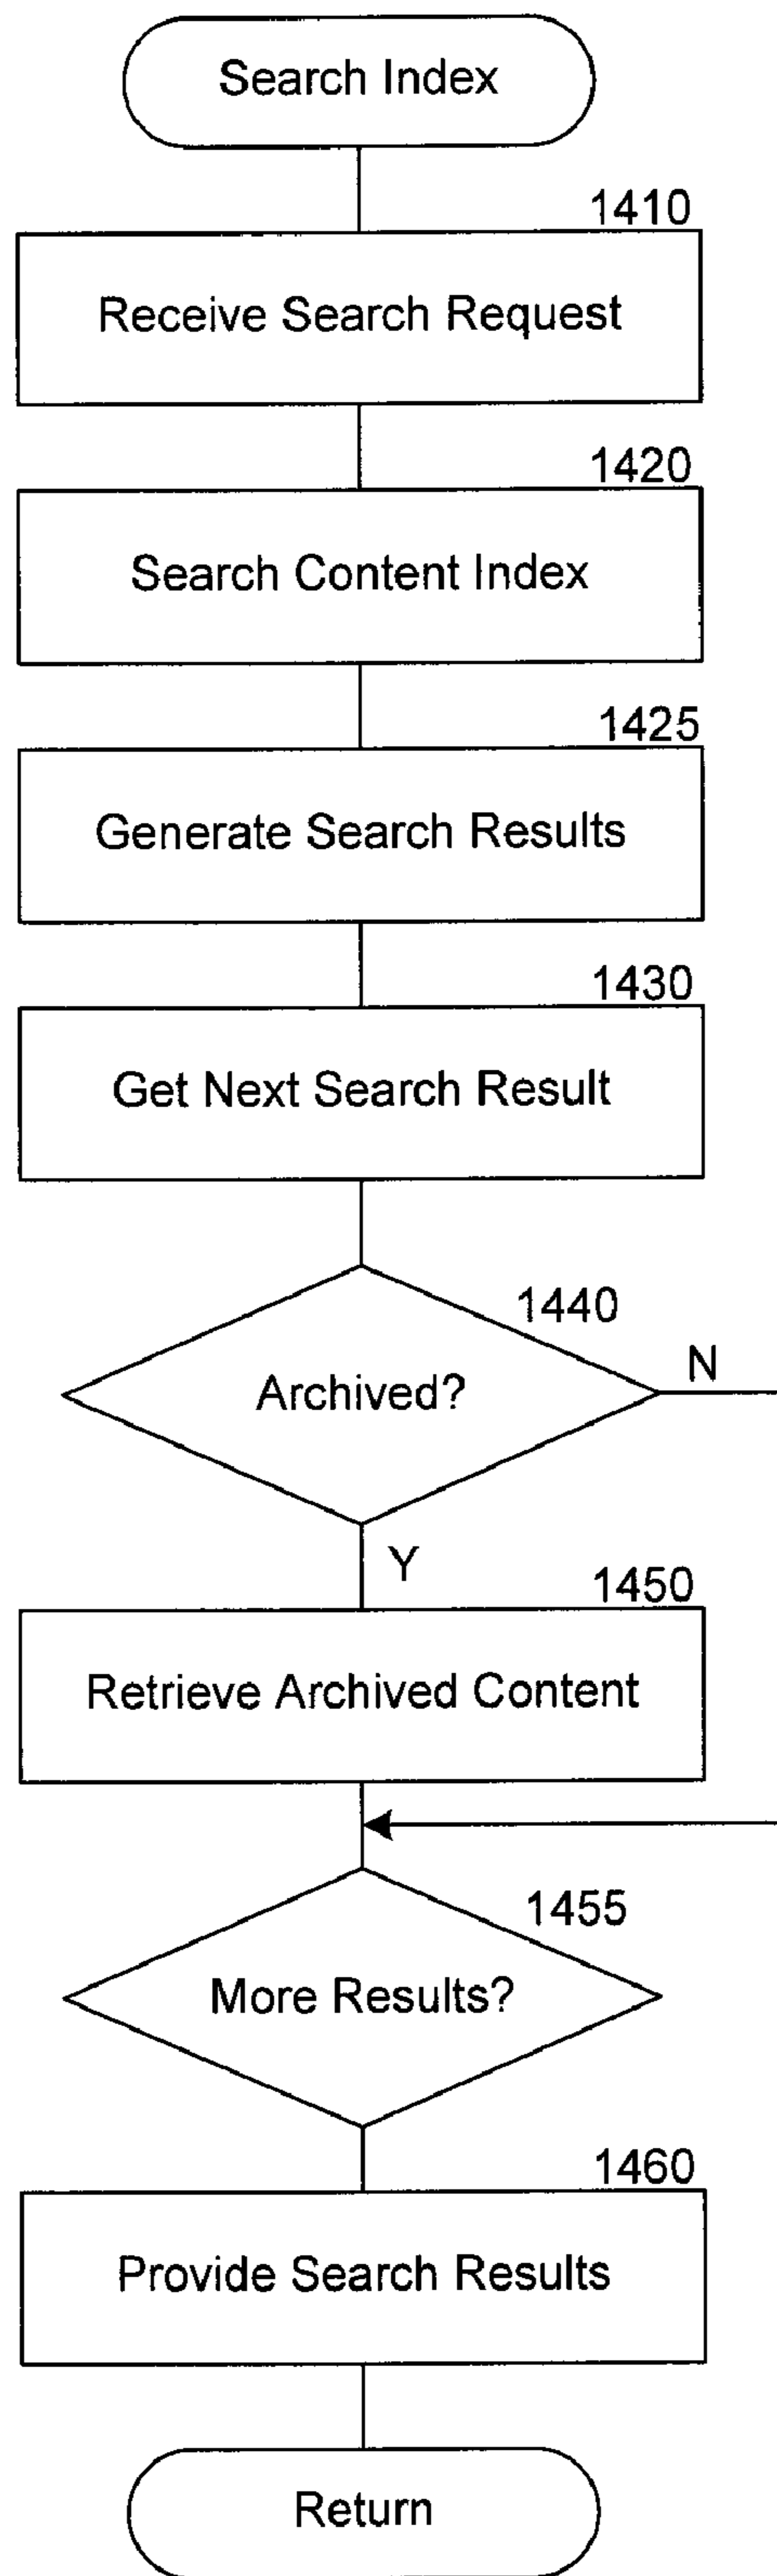 Search Index
1410
Receive Search Request
1420
Search Content Index
1425
Generate Search Results
1430
Get Next Search Result
1440
Archived?
N
Y
1450
Retrieve Archived Content
1455
More Results?
1460
Provide Search Results
Return